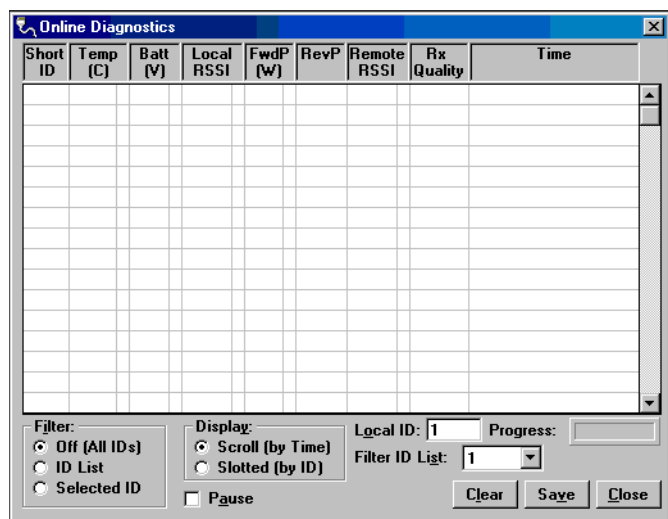 Online Diagnostics
Short ID Temp (C) Batt (V) Local RSSI FwdP (W) RevP Remote RSSI Rx Quality Time
Filter:
Off (All IDs)
ID List
Selected ID
Display:
Scroll (by Time)
Slotted (by ID)
Pause
Local ID: 1 Progress:
Filter ID List: 1
Clear Save Close